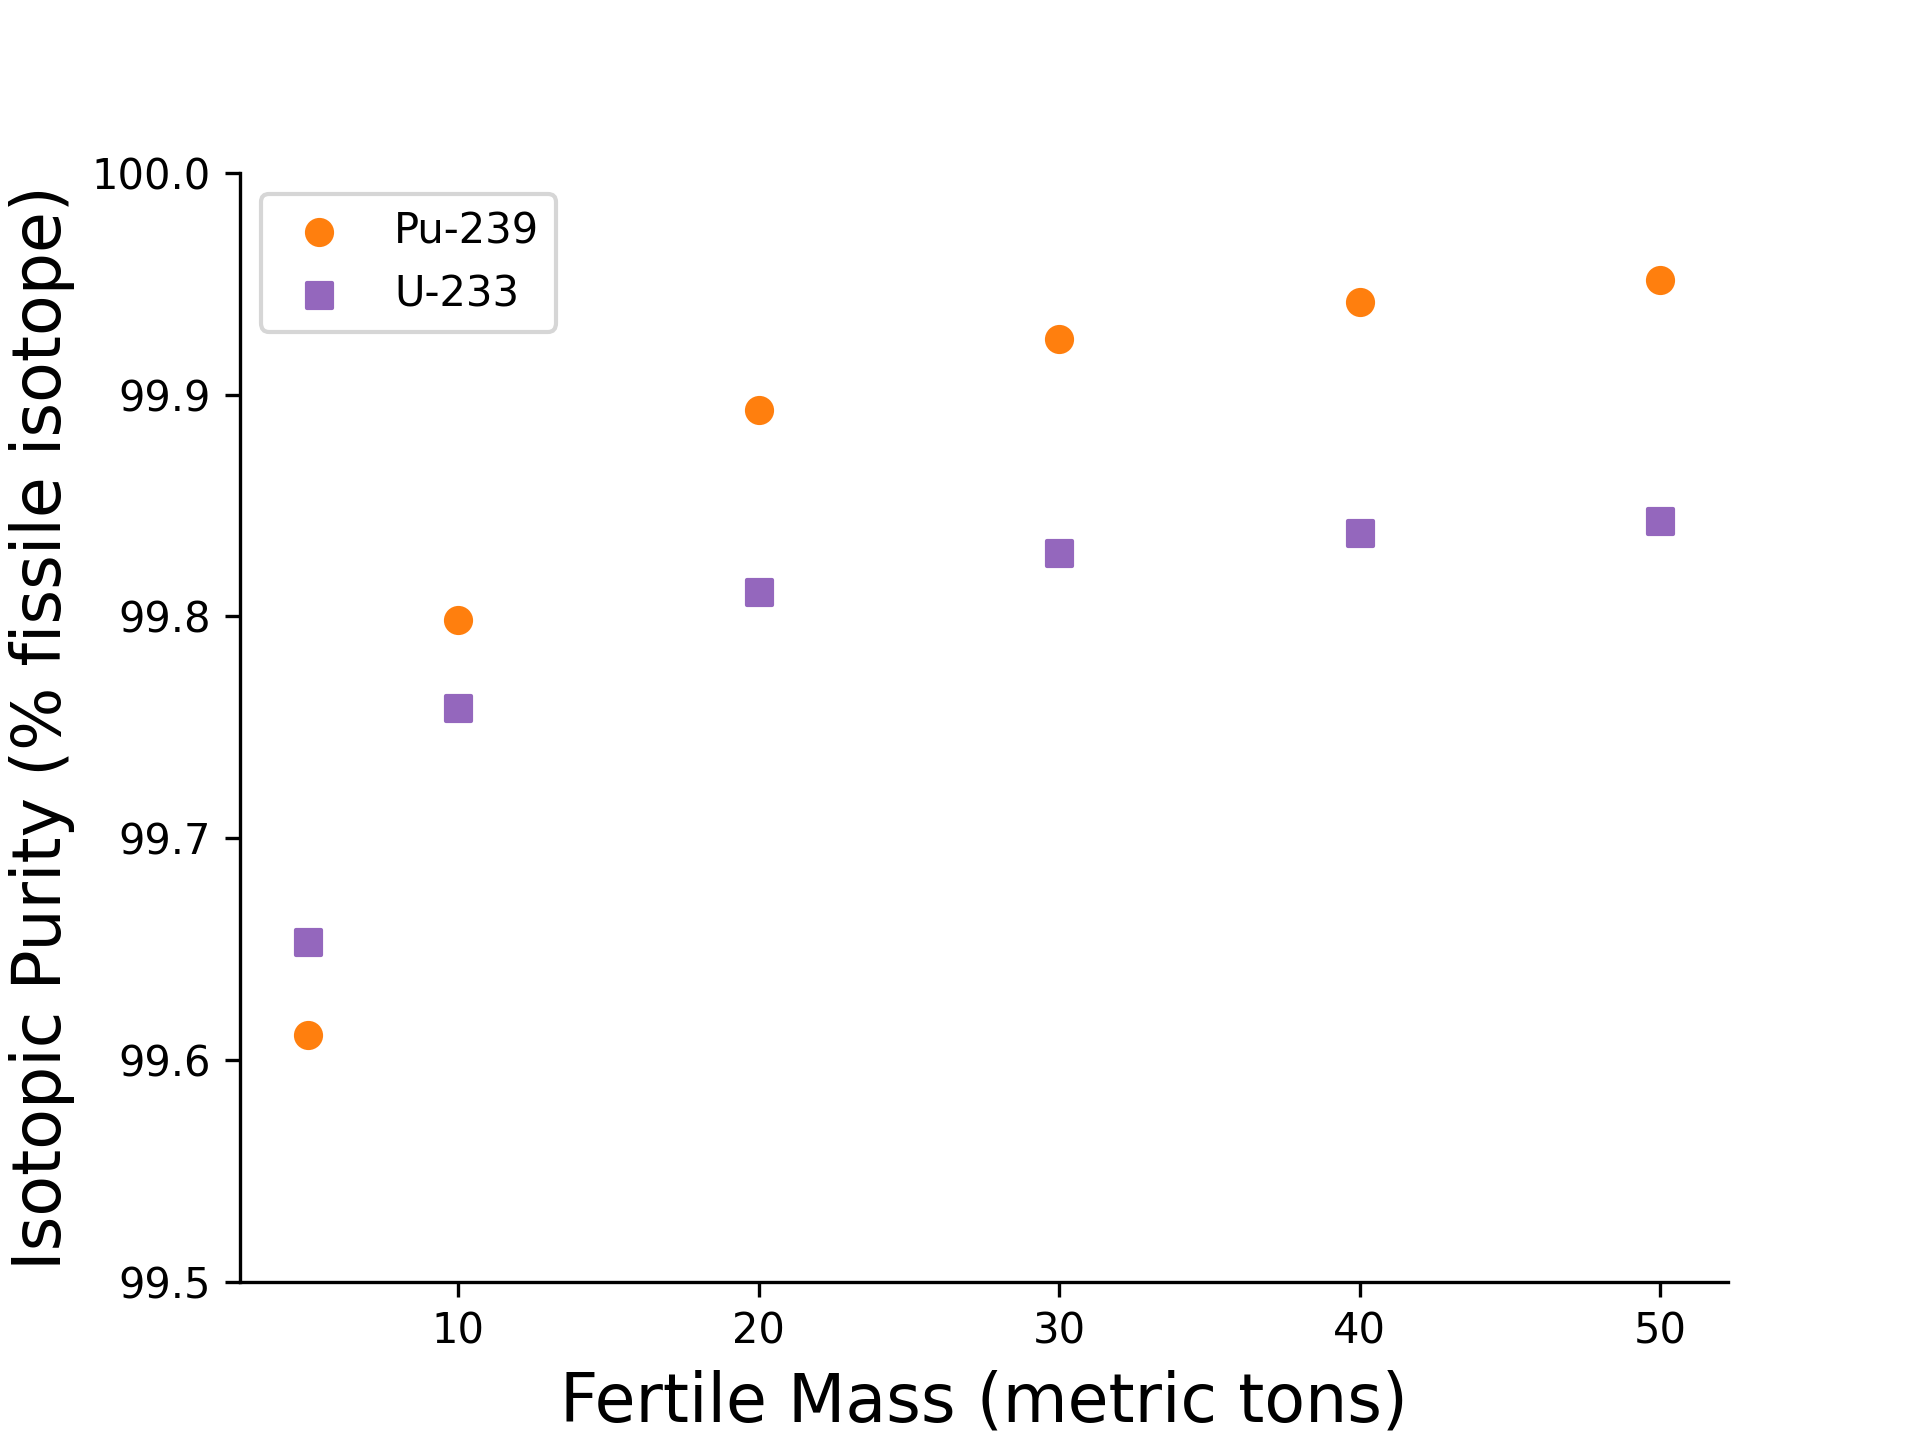 Isotopic Purity (% fissile isotope)
100.0
99.9
99.8
99.7
99.6
99.5
Pu-239
U-233
10 20 30 40 50
Fertile Mass (metric tons)